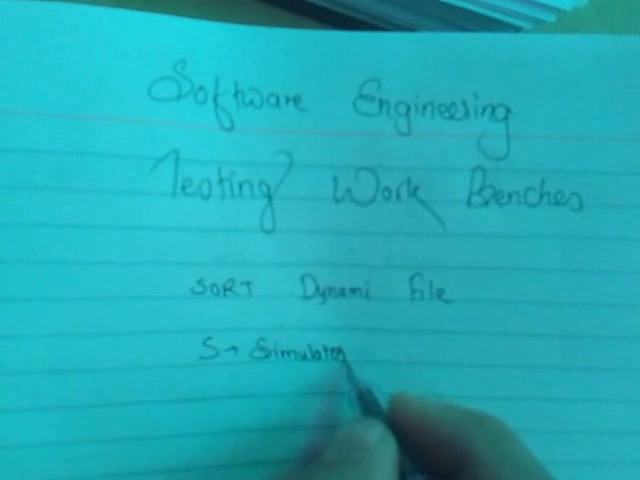 Software Engineering
Testing Work Benches
SORT Dynami File
S → Simulator